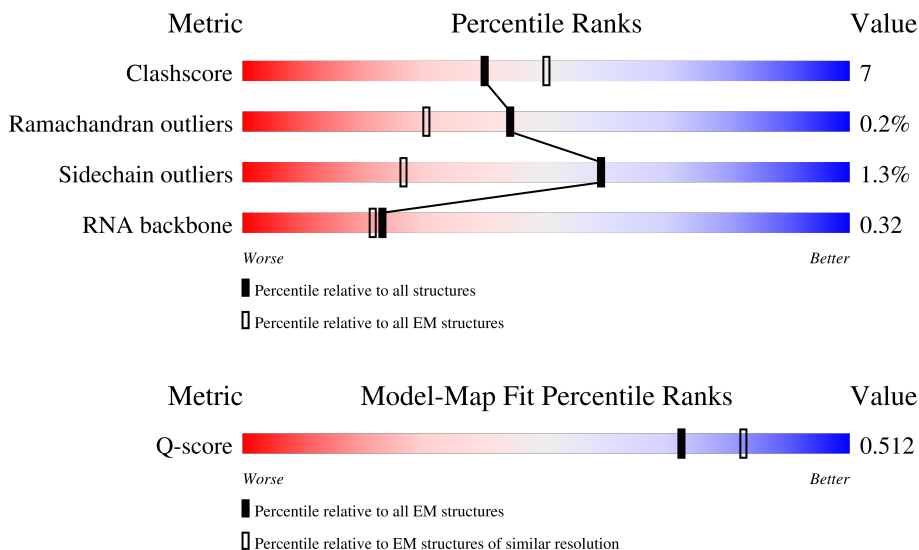 Metric Percentile Ranks Value
Clashscore 7
Ramachandran outliers 0.2%
Sidechain outliers 1.3%
RNA backbone 0.32
Worse Better
Percentile relative to all structures
Percentile relative to all EM structures
Metric Model-Map Fit Percentile Ranks Value
Q-score 0.512
Worse Better
Percentile relative to all EM structures
Percentile relative to EM structures of similar resolution